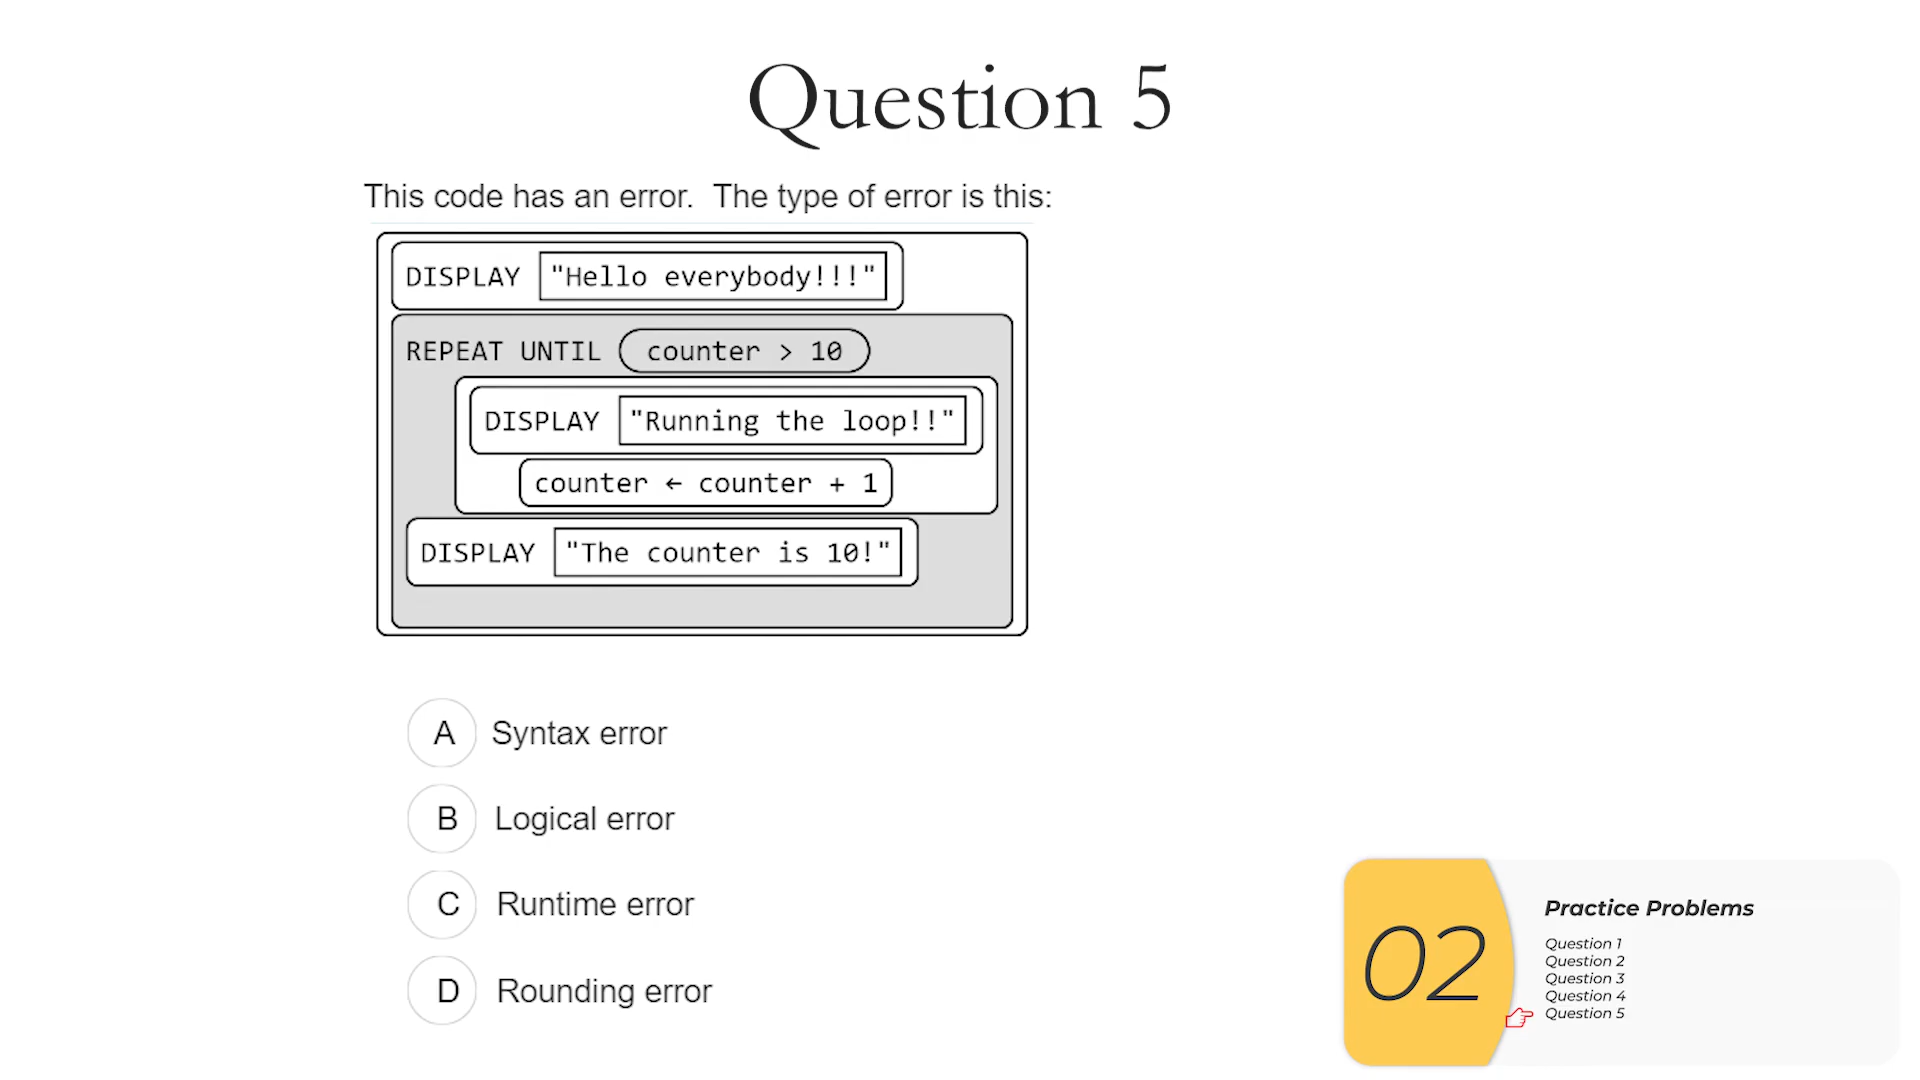 Question 5
This code has an error.  The type of error is this:
DISPLAY "Hello everybody!!!"
REPEAT UNTIL counter > 10
DISPLAY "Running the loop!!"
counter ← counter + 1
DISPLAY "The counter is 10!"
A Syntax error
B Logical error
C Runtime error
D Rounding error
02
Practice Problems
Question 1
Question 2
Question 3
Question 4
Question 5